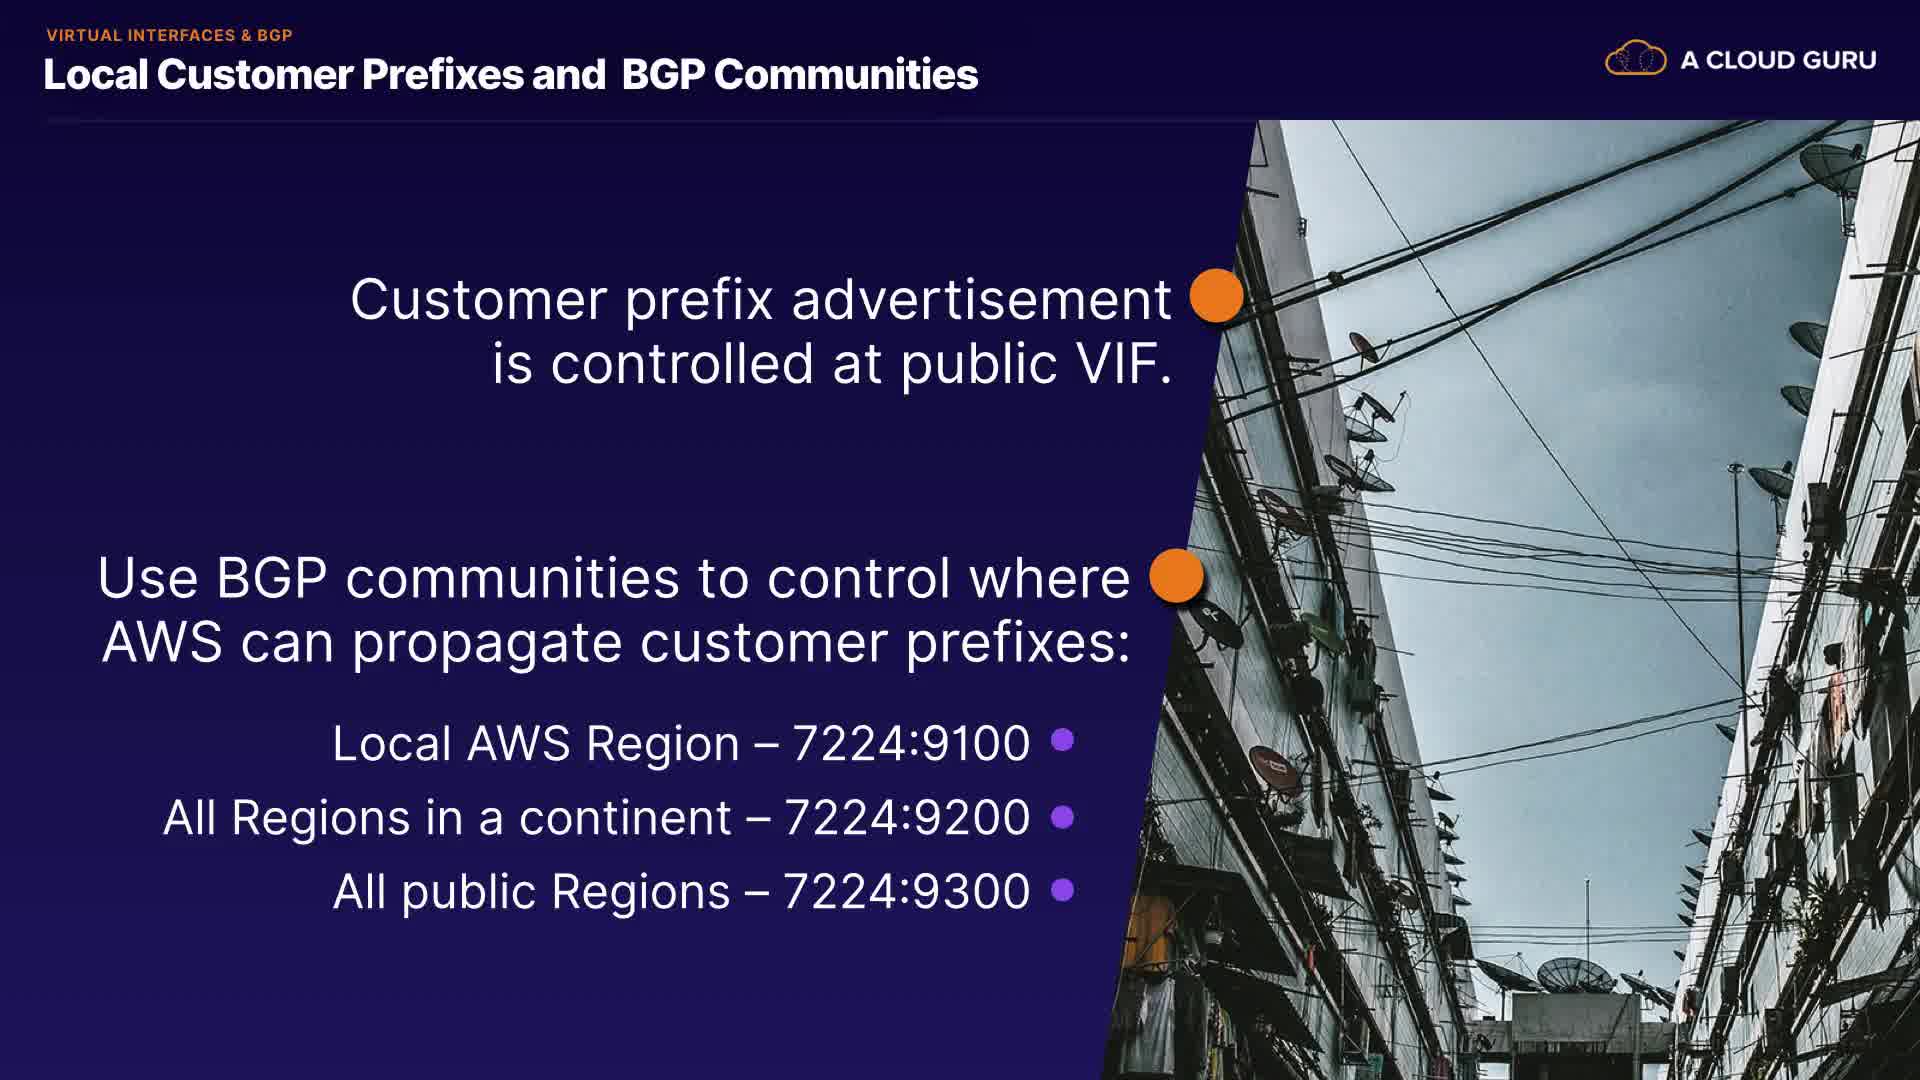 VIRTUAL INTERFACES & BGP
Local Customer Prefixes and BGP Communities
A CLOUD GURU
Customer prefix advertisement
is controlled at public VIF.
Use BGP communities to control where
AWS can propagate customer prefixes:
Local AWS Region – 7224:9100
All Regions in a continent – 7224:9200
All public Regions – 7224:9300